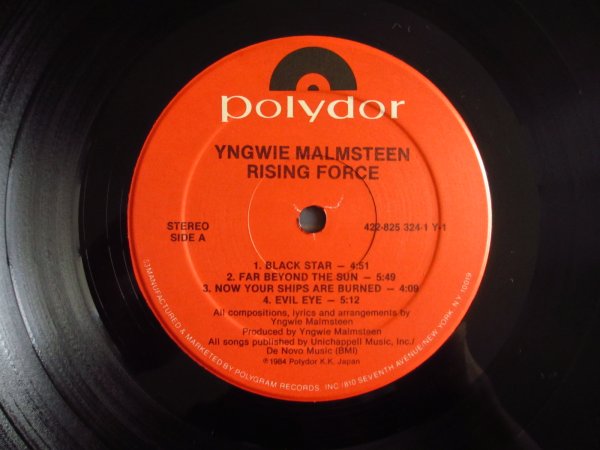 polydor
YNGWIE MALMSTEEN
RISING FORCE
STEREO
SIDE A
422-825 324-1 Y-1
1. BLACK STAR — 4:51
2. FAR BEYOND THE SUN — 5:49
3. NOW YOUR SHIPS ARE BURNED — 4:09
4. EVIL EYE — 5:12
All compositions, lyrics and arrangements by
Yngwie Malmsteen
Produced by Yngwie Malmsteen
All songs published by Unichappell Music, Inc./
De Novo Music (BMI)
℗1984 Polydor K.K. Japan
MANUFACTURED & MARKETED BY POLYGRAM RECORDS INC /810 SEVENTH AVENUE/NEW YORK N.Y. 10019